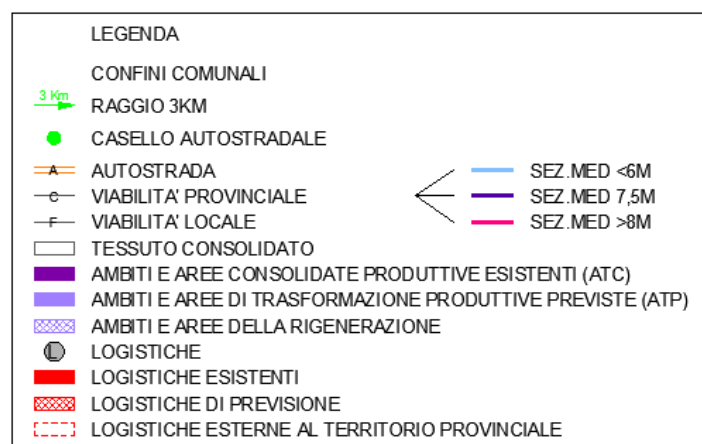 LEGENDA
CONFINI COMUNALI
3 Km RAGGIO 3KM
CASELLO AUTOSTRADALE
A AUTOSTRADA SEZ.MED <6M
C VIABILITA' PROVINCIALE SEZ.MED 7,5M
F VIABILITA' LOCALE SEZ.MED >8M
TESSUTO CONSOLIDATO
AMBITI E AREE CONSOLIDATE PRODUTTIVE ESISTENTI (ATC)
AMBITI E AREE DI TRASFORMAZIONE PRODUTTIVE PREVISTE (ATP)
AMBITI E AREE DELLA RIGENERAZIONE
L LOGISTICHE
LOGISTICHE ESISTENTI
LOGISTICHE DI PREVISIONE
LOGISTICHE ESTERNE AL TERRITORIO PROVINCIALE